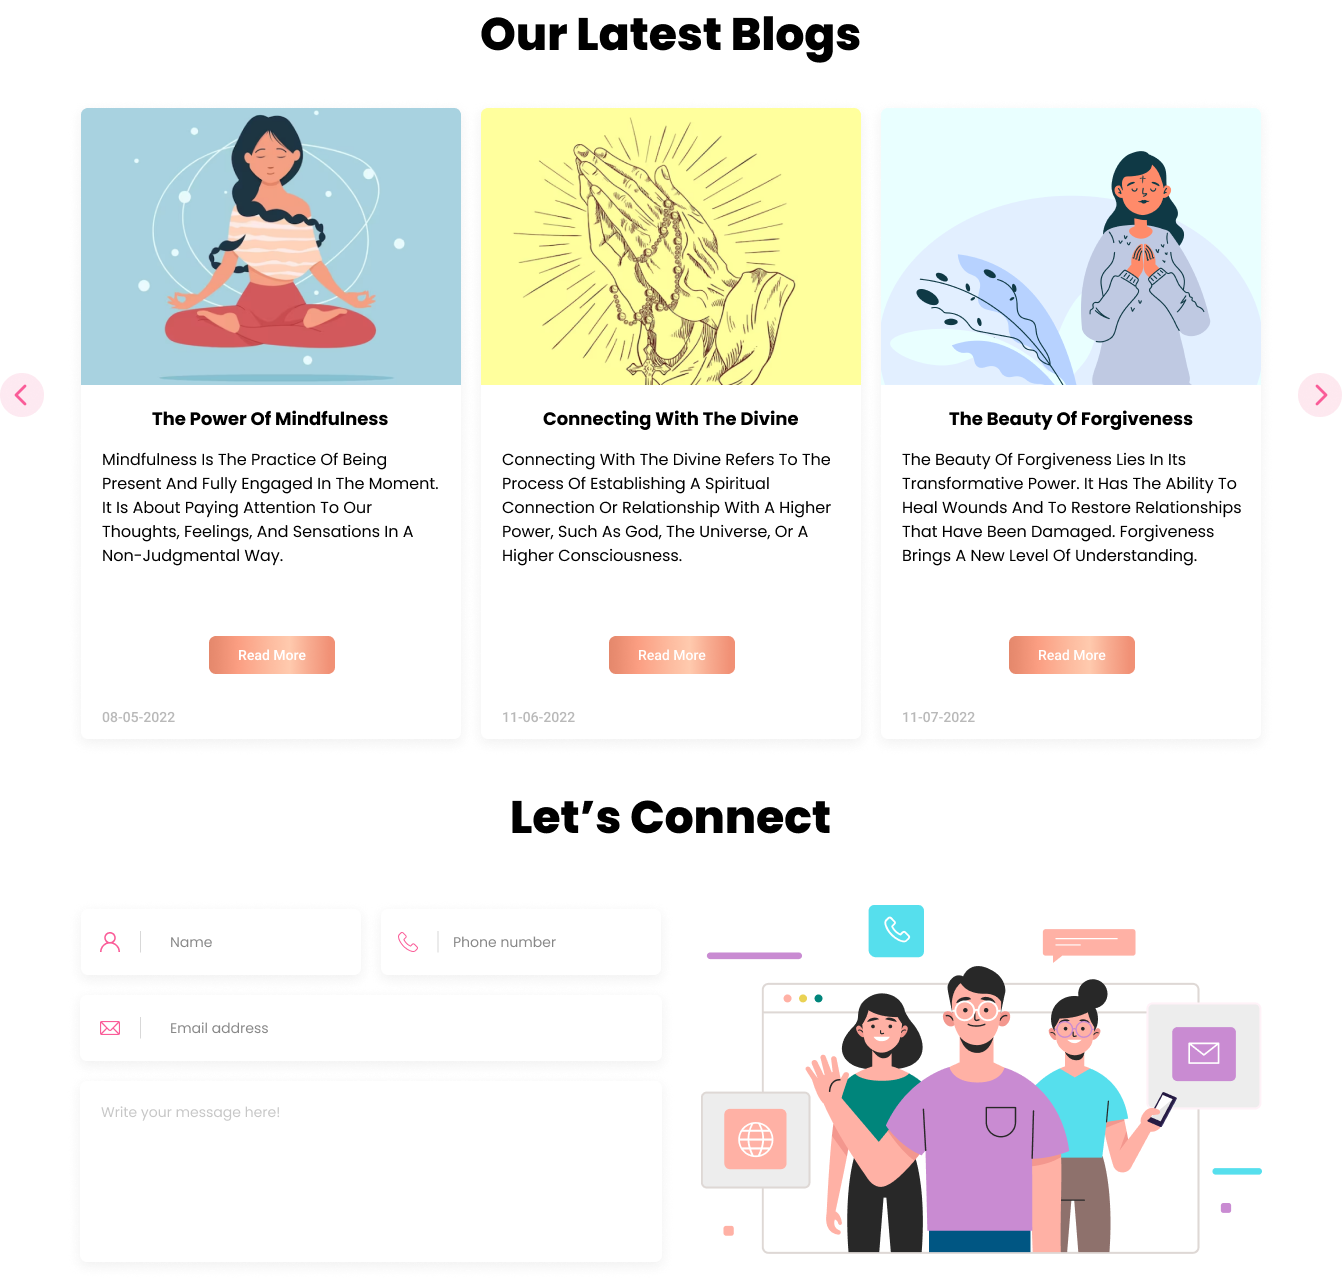 Our Latest Blogs
The Power Of Mindfulness
Mindfulness Is The Practice Of Being
Present And Fully Engaged In The Moment.
It Is About Paying Attention To Our
Thoughts, Feelings, And Sensations In A
Non-Judgmental Way.
Read More
08-05-2022
Connecting With The Divine
Connecting With The Divine Refers To The
Process Of Establishing A Spiritual
Connection Or Relationship With A Higher
Power, Such As God, The Universe, Or A
Higher Consciousness.
Read More
11-06-2022
The Beauty Of Forgiveness
The Beauty Of Forgiveness Lies In Its
Transformative Power. It Has The Ability To
Heal Wounds And To Restore Relationships
That Have Been Damaged. Forgiveness
Brings A New Level Of Understanding.
Read More
11-07-2022
Let’s Connect
Name
Phone number
Email address
Write your message here!